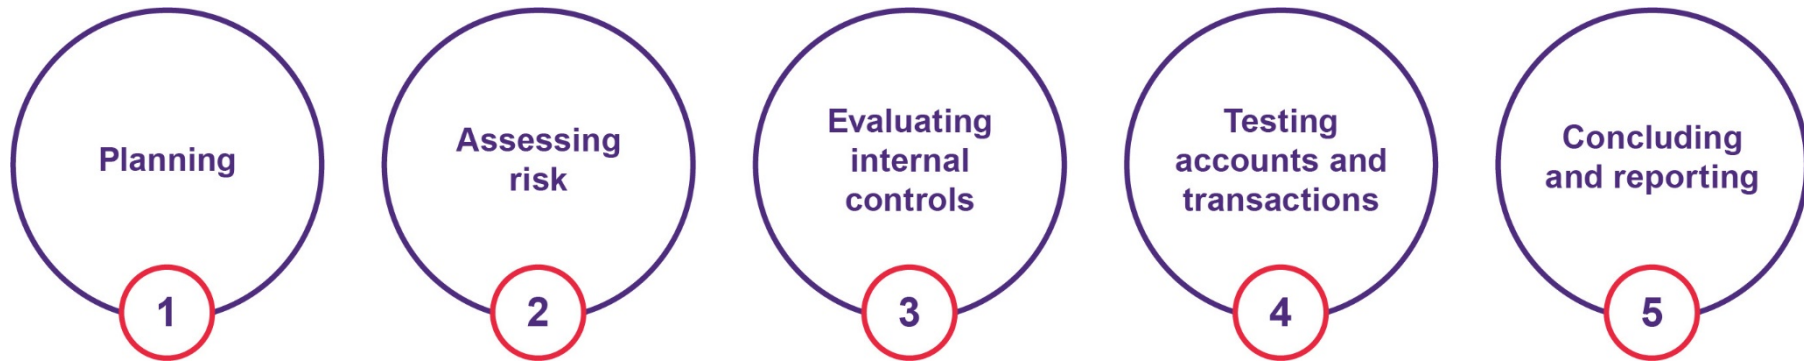 Planning
1
Assessing
risk
2
Evaluating
internal
controls
3
Testing
accounts and
transactions
4
Concluding
and reporting
5